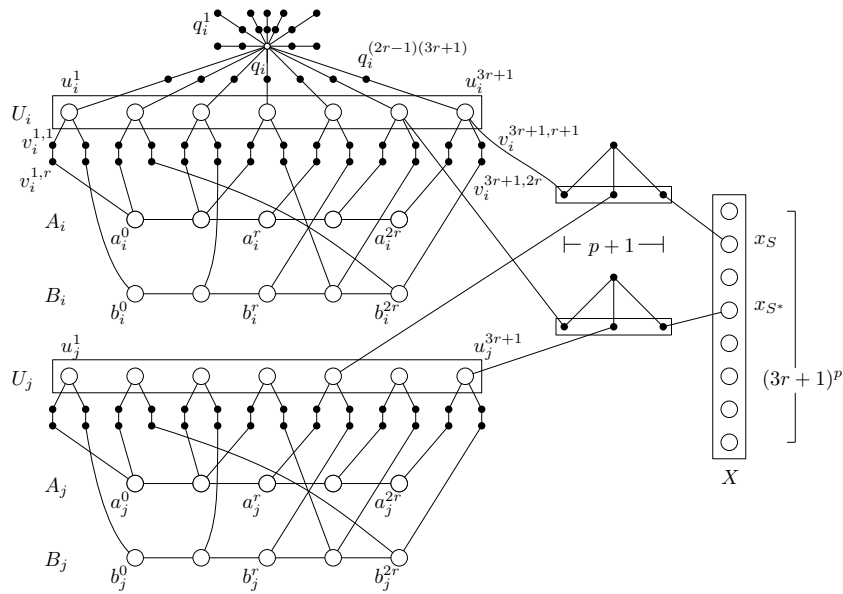 q_i^1
q_i
q_i^{(2r-1)(3r+1)}
u_i^1
u_i^{3r+1}
U_i
v_i^{1,1}
v_i^{3r+1,r+1}
v_i^{1,r}
v_i^{3r+1,2r}
A_i
a_i^0
a_i^r
a_i^{2r}
x_S
p + 1
B_i
b_i^0
b_i^r
b_i^{2r}
x_{S*}
u_j^1
u_j^{3r+1}
U_j
(3r + 1)^p
A_j
a_j^0
a_j^r
a_j^{2r}
X
B_j
b_j^0
b_j^r
b_j^{2r}